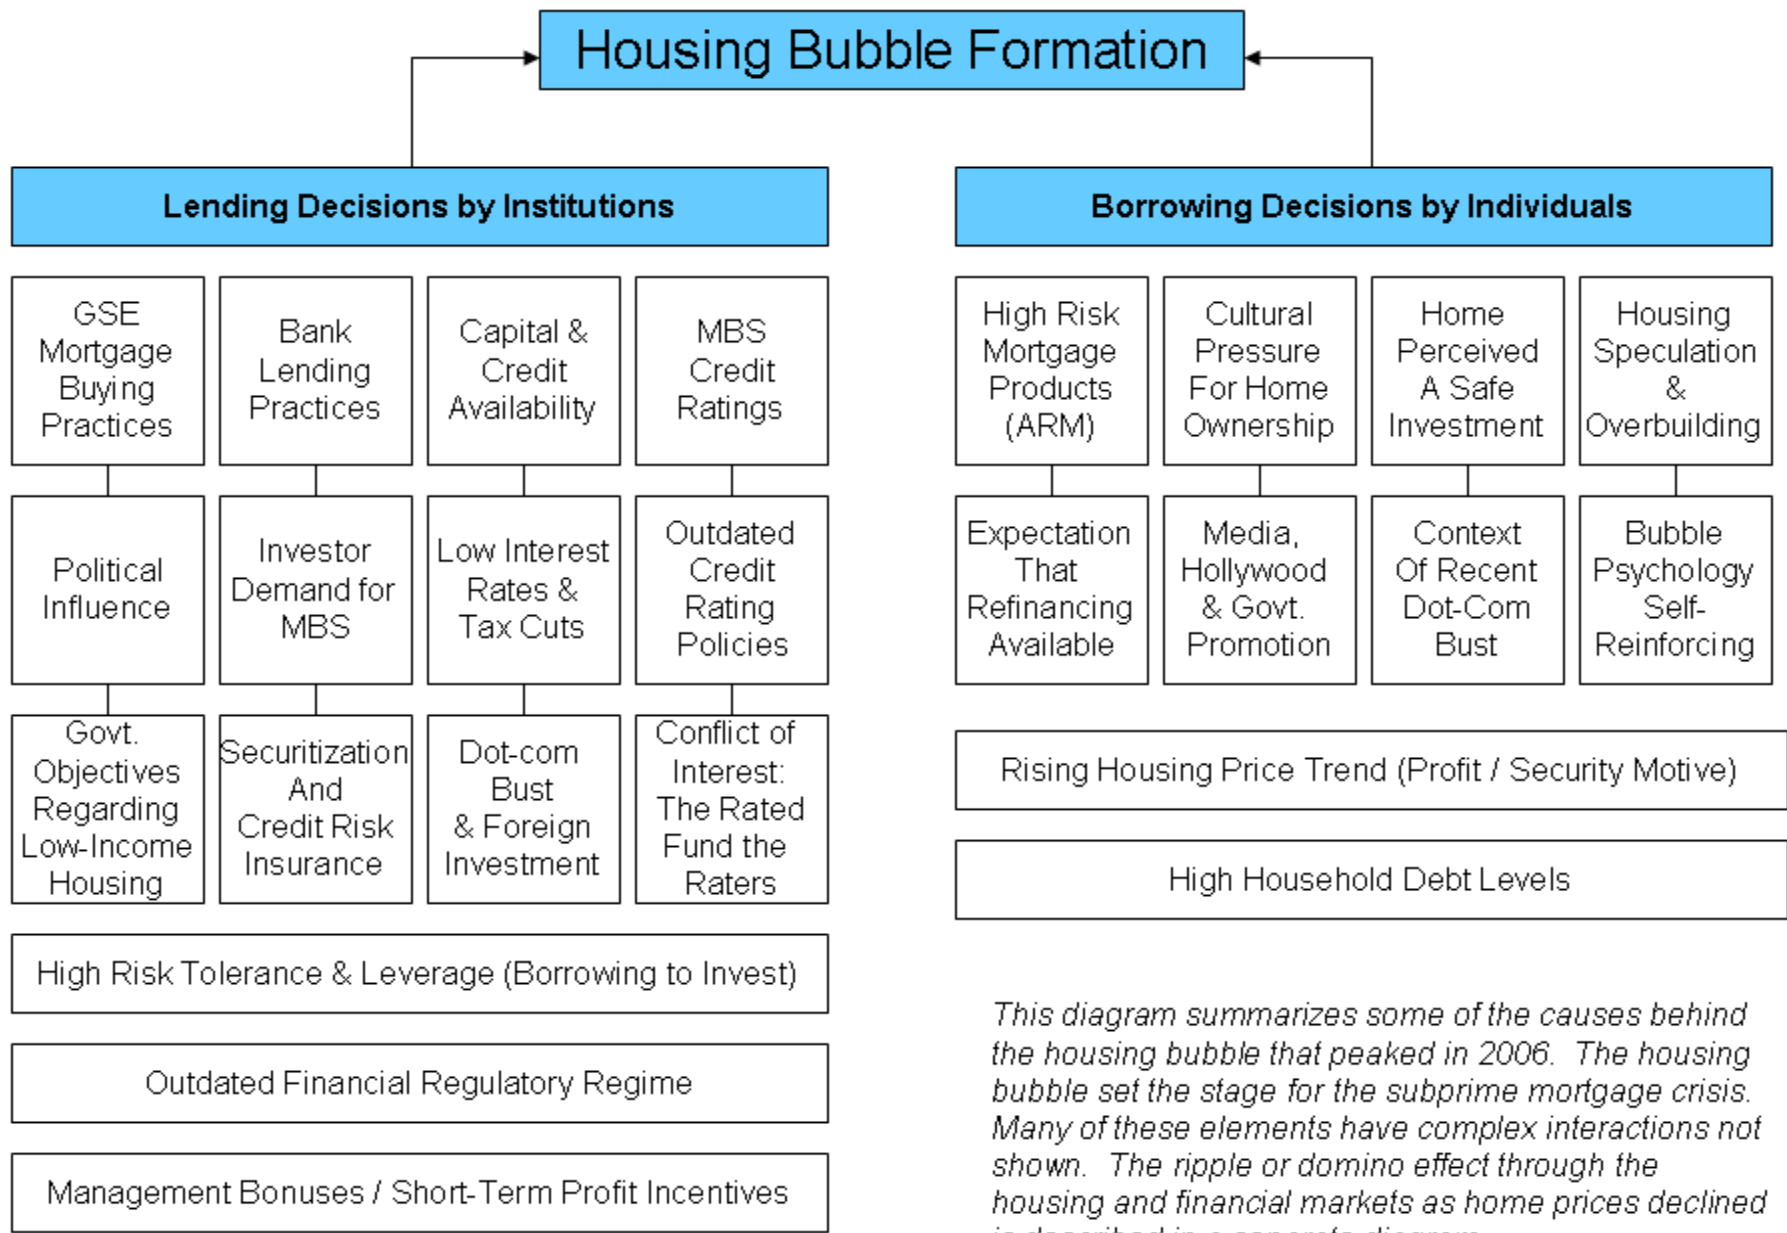 Housing Bubble Formation
Lending Decisions by Institutions
GSE
Mortgage
Buying
Practices
Bank
Lending
Practices
Capital &
Credit
Availability
MBS
Credit
Ratings
Political
Influence
Investor
Demand for
MBS
Low Interest
Rates &
Tax Cuts
Outdated
Credit
Rating
Policies
Govt.
Objectives
Regarding
Low-Income
Housing
Securitization
And
Credit Risk
Insurance
Dot-com
Bust
& Foreign
Investment
Conflict of
Interest:
The Rated
Fund the
Raters
High Risk Tolerance & Leverage (Borrowing to Invest)
Outdated Financial Regulatory Regime
Management Bonuses / Short-Term Profit Incentives
Borrowing Decisions by Individuals
High Risk
Mortgage
Products
(ARM)
Cultural
Pressure
For Home
Ownership
Home
Perceived
A Safe
Investment
Housing
Speculation
&
Overbuilding
Expectation
That
Refinancing
Available
Media,
Hollywood
& Govt.
Promotion
Context
Of Recent
Dot-Com
Bust
Bubble
Psychology
Self-
Reinforcing
Rising Housing Price Trend (Profit / Security Motive)
High Household Debt Levels
This diagram summarizes some of the causes behind
the housing bubble that peaked in 2006. The housing
bubble set the stage for the subprime mortgage crisis.
Many of these elements have complex interactions not
shown. The ripple or domino effect through the
housing and financial markets as home prices declined